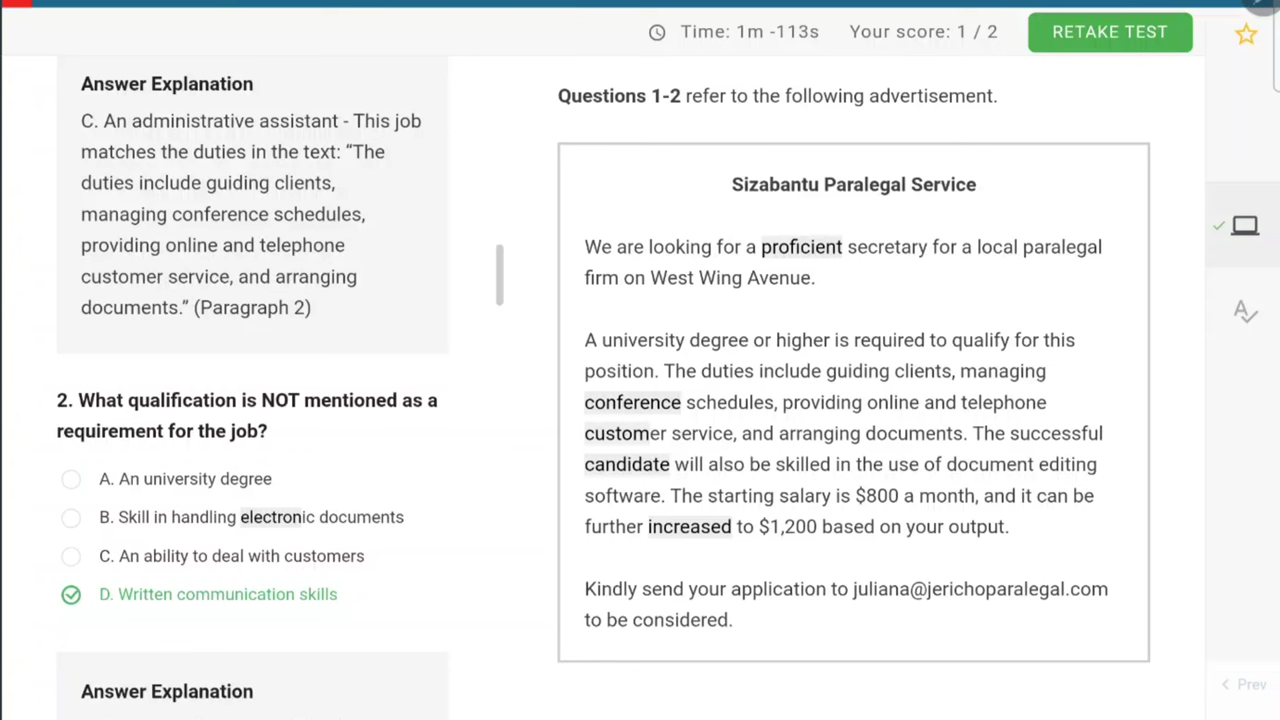 Time: 1m -113s
Your score: 1 / 2
RETAKE TEST
Answer Explanation
C. An administrative assistant - This job
matches the duties in the text: “The
duties include guiding clients,
managing conference schedules,
providing online and telephone
customer service, and arranging
documents.” (Paragraph 2)
2. What qualification is NOT mentioned as a
requirement for the job?
A. An university degree
B. Skill in handling electronic documents
C. An ability to deal with customers
D. Written communication skills
Answer Explanation
Questions 1-2 refer to the following advertisement.
Sizabantu Paralegal Service
We are looking for a proficient secretary for a local paralegal
firm on West Wing Avenue.
A university degree or higher is required to qualify for this
position. The duties include guiding clients, managing
conference schedules, providing online and telephone
customer service, and arranging documents. The successful
candidate will also be skilled in the use of document editing
software. The starting salary is $800 a month, and it can be
further increased to $1,200 based on your output.
Kindly send your application to juliana@jerichoparalegal.com
to be considered.
Prev